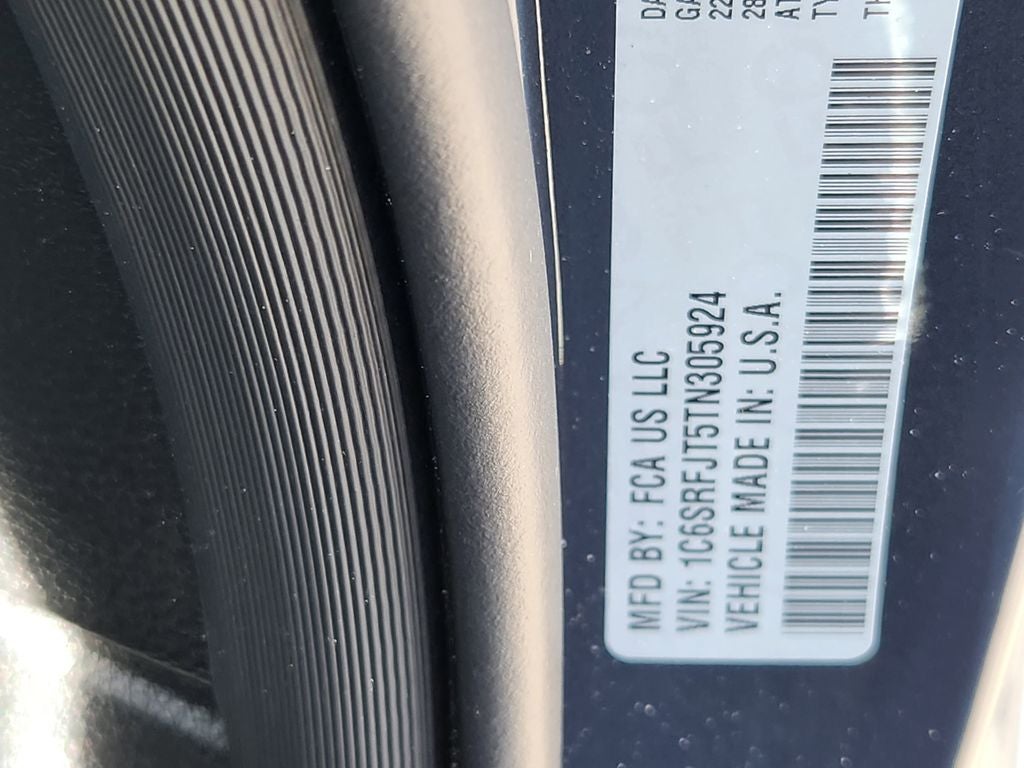 MFD BY: FCA US LLC
VIN: 1C6SRFJT5TN305924
VEHICLE MADE IN: U.S.A.